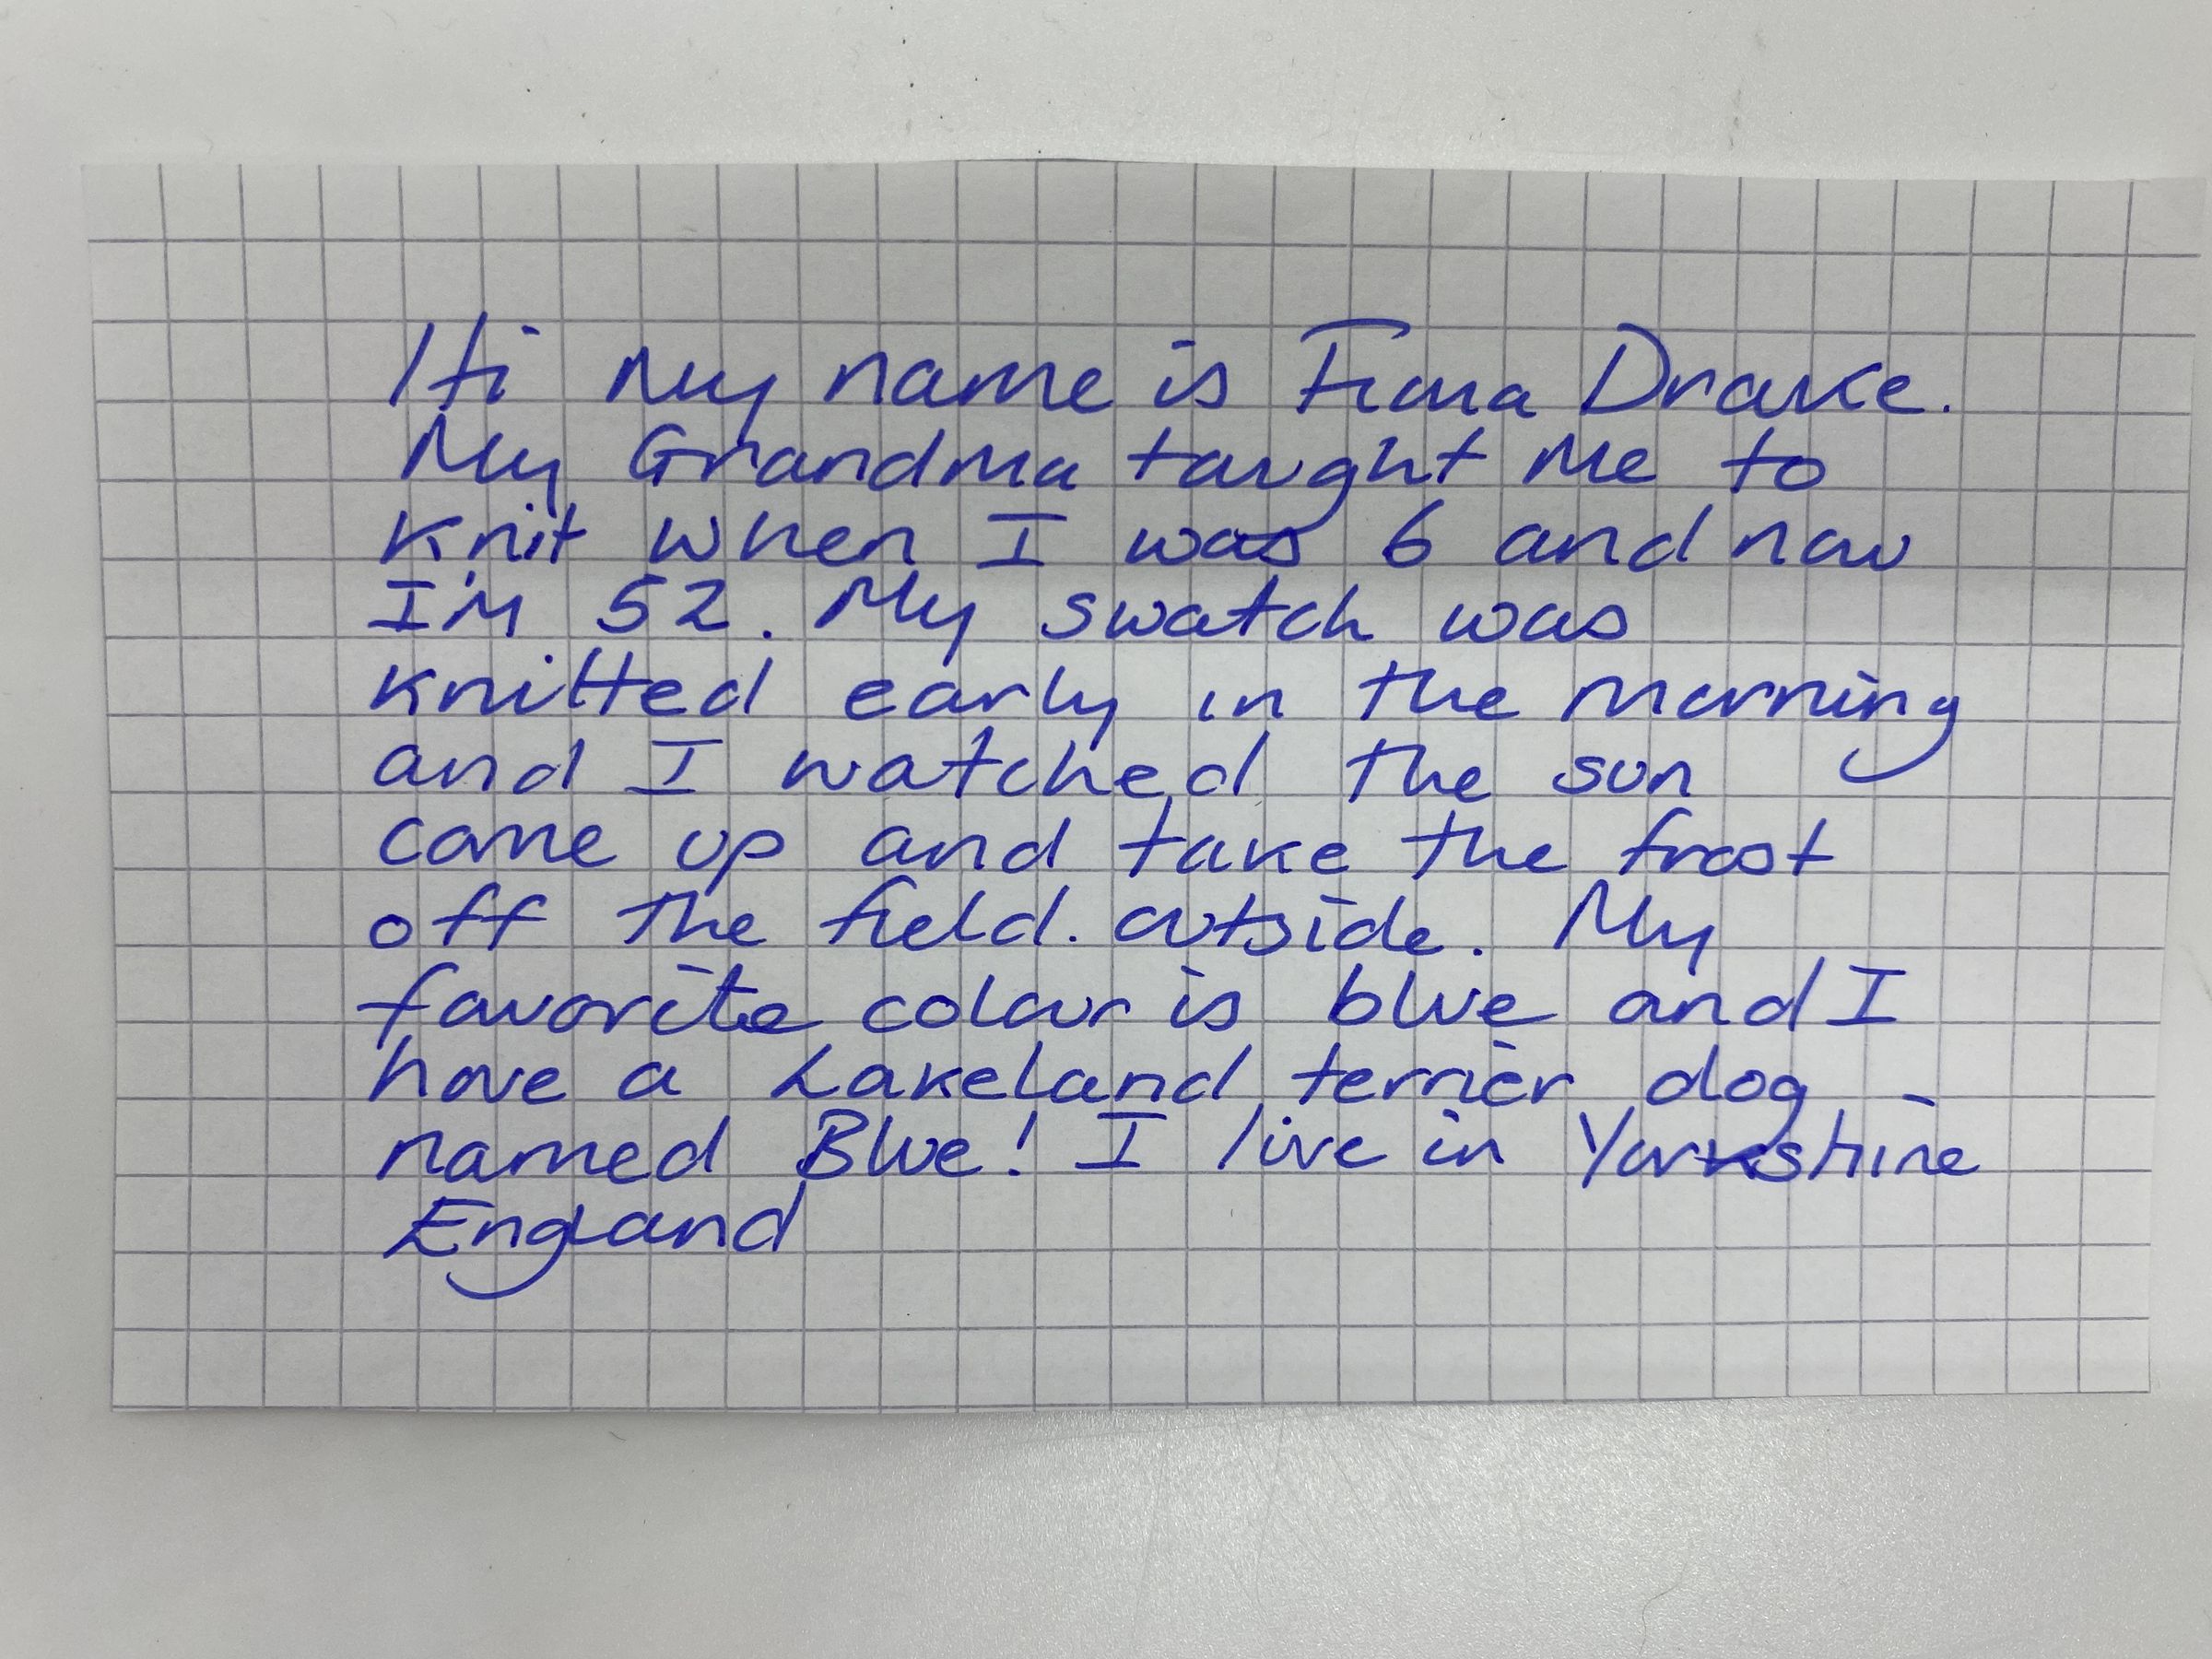 Hi My name is Fiona Drake.
My Grandma taught Me to
knit when I was 6 and now
I'M 52. My swatch was
knitted early in the morning
and I watched the sun
come up and take the frost
off the field. outside. My
favorite colour is blue and I
have a Lakeland terrier dog
named Blue! I live in Yorkshire
England